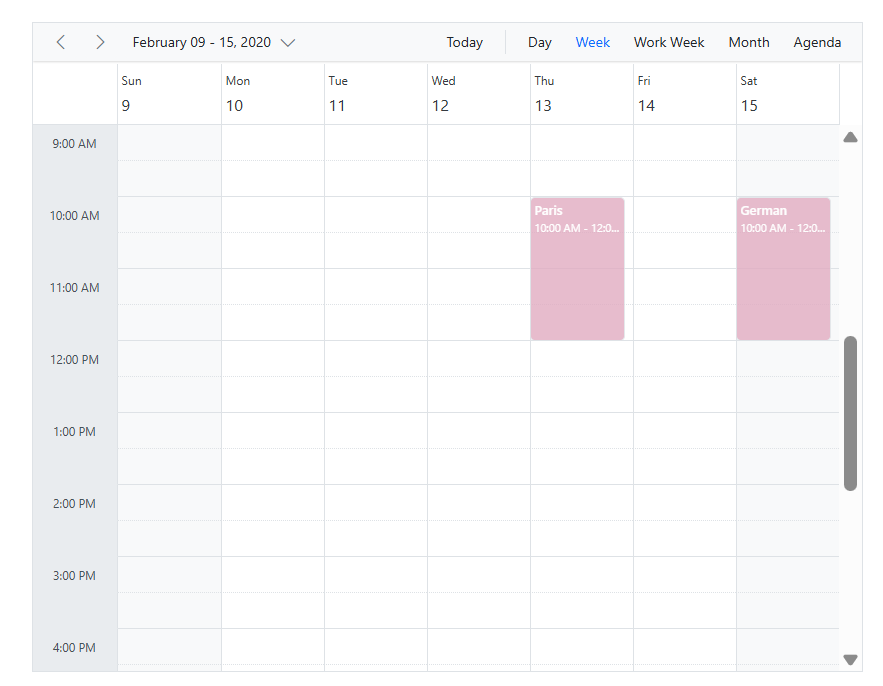 February 09 - 15, 2020 Today Day Week Work Week Month Agenda
Sun Mon Tue Wed Thu Fri Sat
9 10 11 12 13 14 15
9:00 AM
10:00 AM
Paris German
10:00 AM - 12:0... 10:00 AM - 12:0...
11:00 AM
12:00 PM
1:00 PM
2:00 PM
3:00 PM
4:00 PM